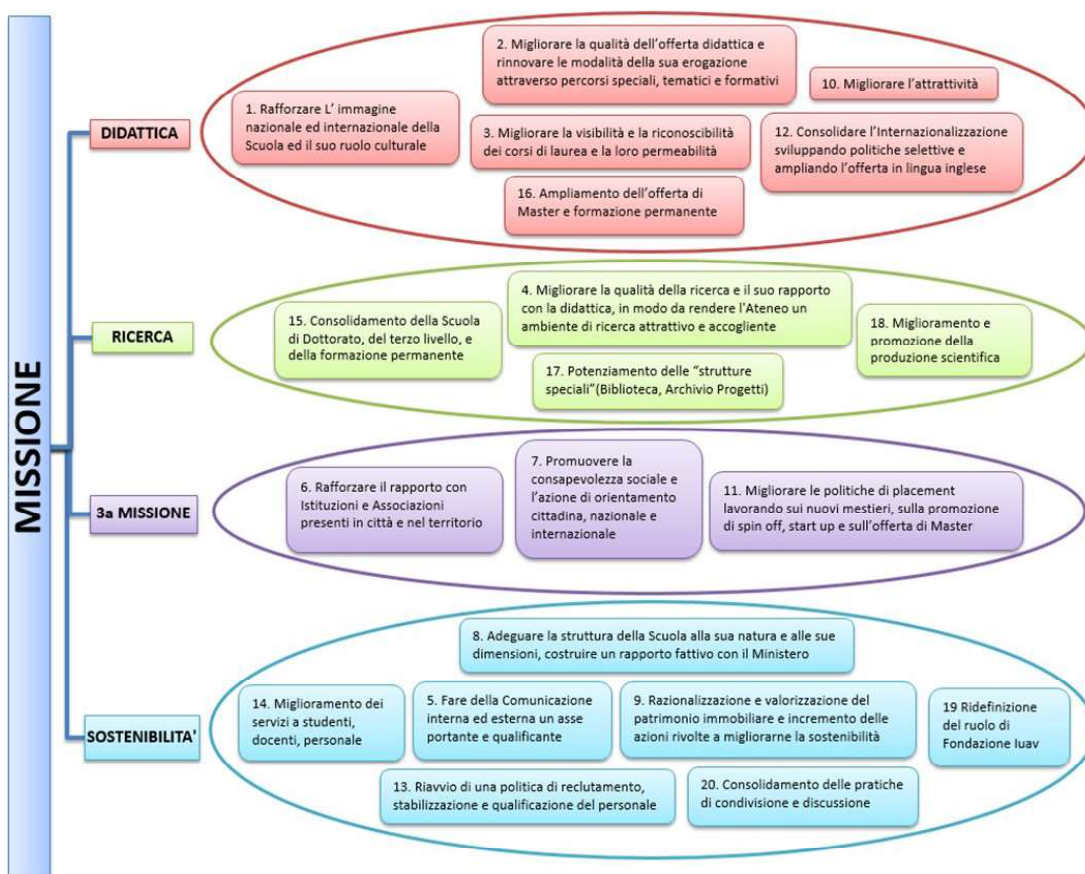 MISSIONE
DIDATTICA
1. Rafforzare L’ immagine
nazionale ed internazionale della
Scuola ed il suo ruolo culturale
2. Migliorare la qualità dell’offerta didattica e
rinnovare le modalità della sua erogazione
attraverso percorsi speciali, tematici e formativi
10. Migliorare l’attrattività
3. Migliorare la visibilità e la riconoscibilità
dei corsi di laurea e la loro permeabilità
12. Consolidare l’Internazionalizzazione
sviluppando politiche selettive e
ampliando l’offerta in lingua inglese
16. Ampliamento dell’offerta di
Master e formazione permanente
RICERCA
15. Consolidamento della Scuola
di Dottorato, del terzo livello, e
della formazione permanente
4. Migliorare la qualità della ricerca e il suo rapporto
con la didattica, in modo da rendere l’Ateneo un
ambiente di ricerca attrattivo e accogliente
18. Miglioramento e
promozione della
produzione scientifica
17. Potenziamento delle “strutture
speciali”(Biblioteca, Archivio Progetti)
3a MISSIONE
6. Rafforzare il rapporto con
Istituzioni e Associazioni
presenti in città e nel territorio
7. Promuovere la
consapevolezza sociale e
l’azione di orientamento
cittadina, nazionale e
internazionale
11. Migliorare le politiche di placement
lavorando sui nuovi mestieri, sulla promozione
di spin off, start up e sull’offerta di Master
SOSTENIBILITA'
8. Adeguare la struttura della Scuola alla sua natura e alle sue
dimensioni, costruire un rapporto fattivo con il Ministero
14. Miglioramento dei
servizi a studenti,
docenti, personale
5. Fare della Comunicazione
interna ed esterna un asse
portante e qualificante
9. Razionalizzazione e valorizzazione del
patrimonio immobiliare e incremento delle
azioni rivolte a migliorarne la sostenibilità
19 Ridefinizione
del ruolo di
Fondazione Iuav
13. Riavvio di una politica di reclutamento,
stabilizzazione e qualificazione del personale
20. Consolidamento delle pratiche
di condivisione e discussione